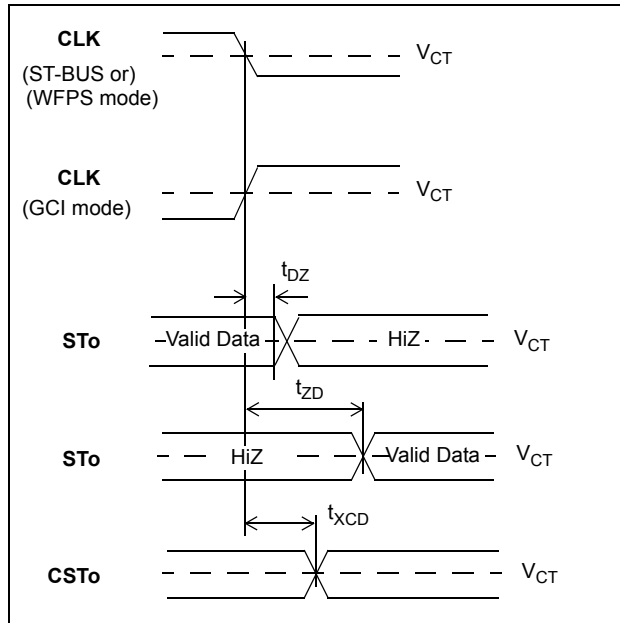 CLK
(ST-BUS or)
(WFPS mode)
VCT
CLK
(GCI mode)
VCT
tDZ
STo
Valid Data
HiZ
VCT
tZD
STo
HiZ
Valid Data
VCT
tXCD
CSTo
VCT